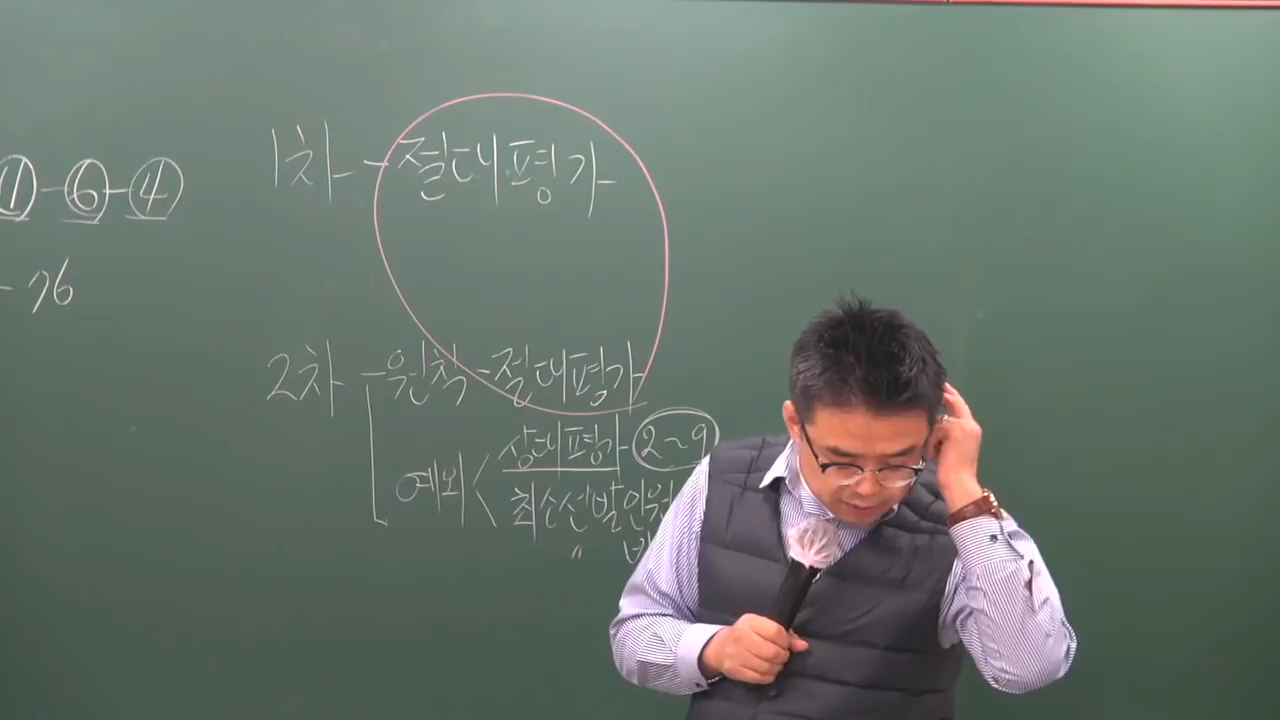 ①-⑥-④
- 76
1차 - 절대평가
2차 - 원칙 - 절대평가
예외 < 상대평가 - 2~9
최소선발인원
〃